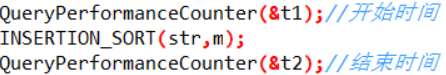 QueryPerformanceCounter(&t1);//开始时间
INSERTION_SORT(str,m);
QueryPerformanceCounter(&t2);//结束时间